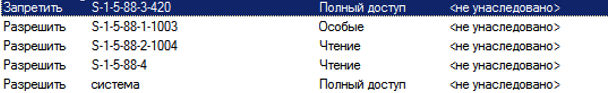 Запретить S-1-5-88-3-420 Полный доступ <не унаследовано>
Разрешить S-1-5-88-1-1003 Особые <не унаследовано>
Разрешить S-1-5-88-2-1004 Чтение <не унаследовано>
Разрешить S-1-5-88-4 Чтение <не унаследовано>
Разрешить система Полный доступ <не унаследовано>